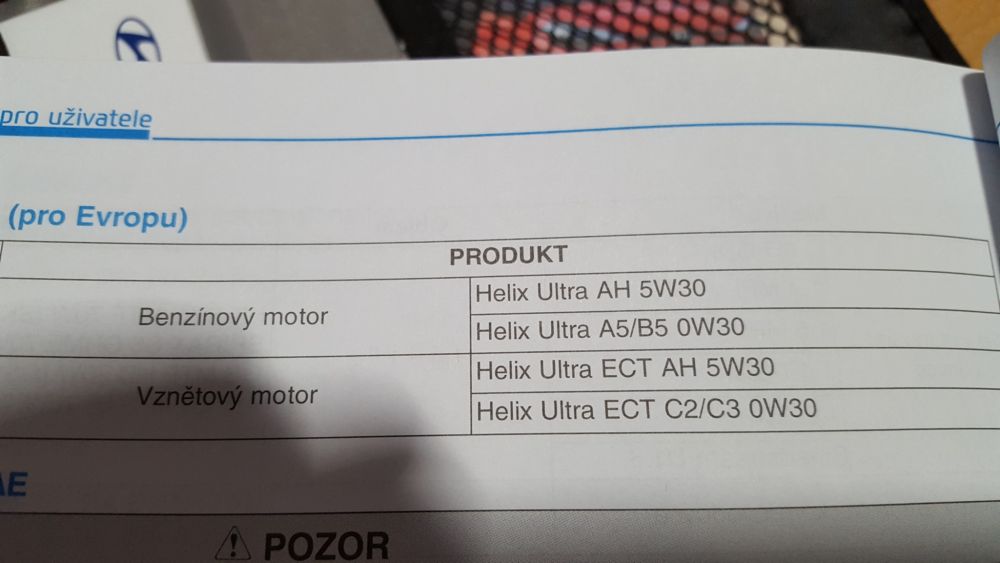 pro uživatele
(pro Evropu)
PRODUKT
Benzínový motor
Helix Ultra AH 5W30
Helix Ultra A5/B5 0W30
Vznětový motor
Helix Ultra ECT AH 5W30
Helix Ultra ECT C2/C3 0W30
AE
POZOR